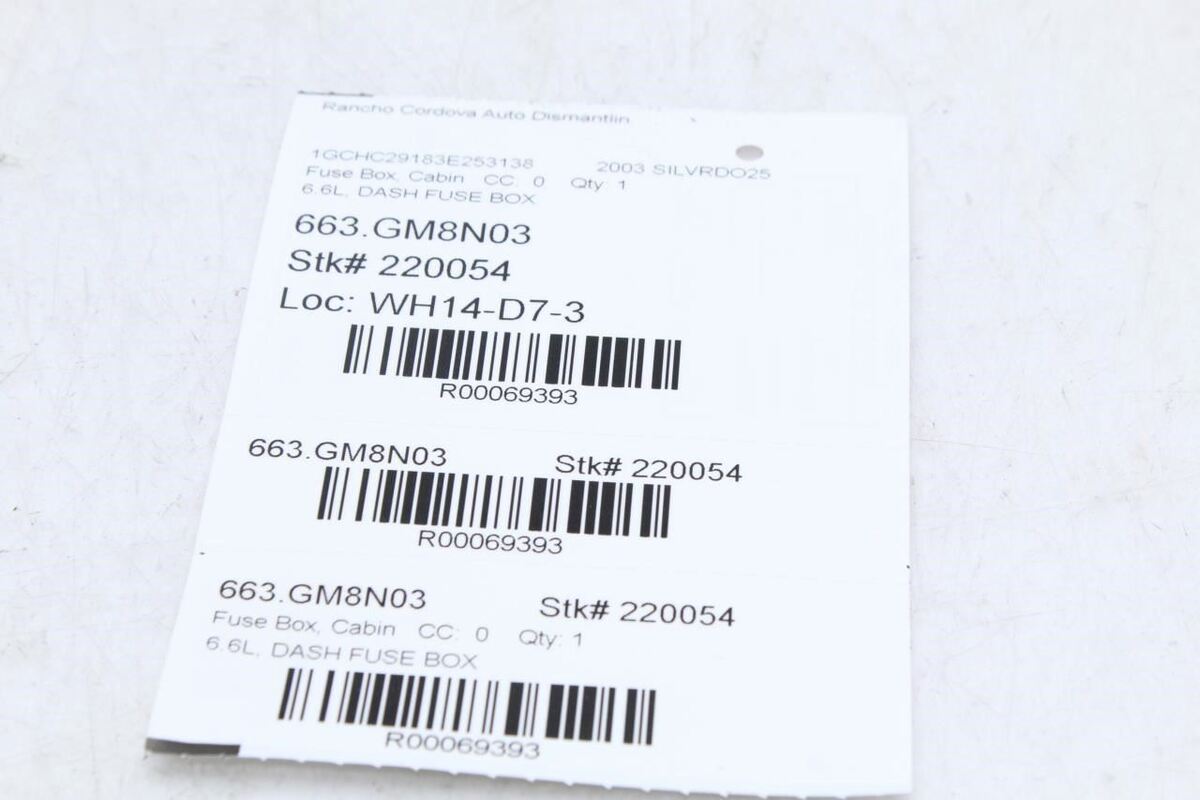 Rancho Cordova Auto Dismantlin
1GCHC29183E253138 2003 SILVRDO25
Fuse Box, Cabin CC: 0 Qty: 1
6.6L, DASH FUSE BOX
663.GM8N03
Stk# 220054
Loc: WH14-D7-3
R00069393
663.GM8N03 Stk# 220054
R00069393
663.GM8N03 Stk# 220054
Fuse Box, Cabin CC: 0 Qty: 1
6.6L, DASH FUSE BOX
R00069393